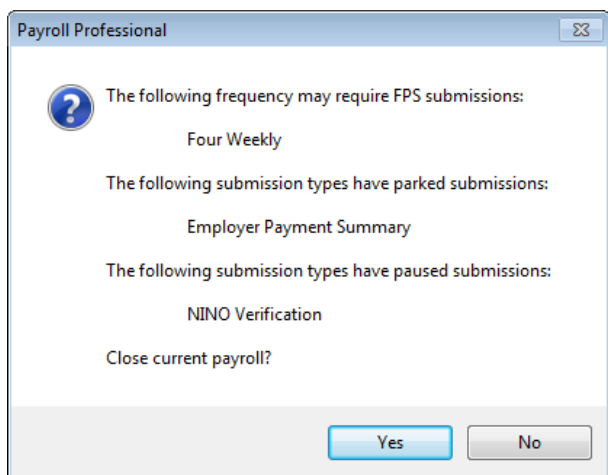 Payroll Professional
The following frequency may require FPS submissions:
Four Weekly
The following submission types have parked submissions:
Employer Payment Summary
The following submission types have paused submissions:
NINO Verification
Close current payroll?
Yes No